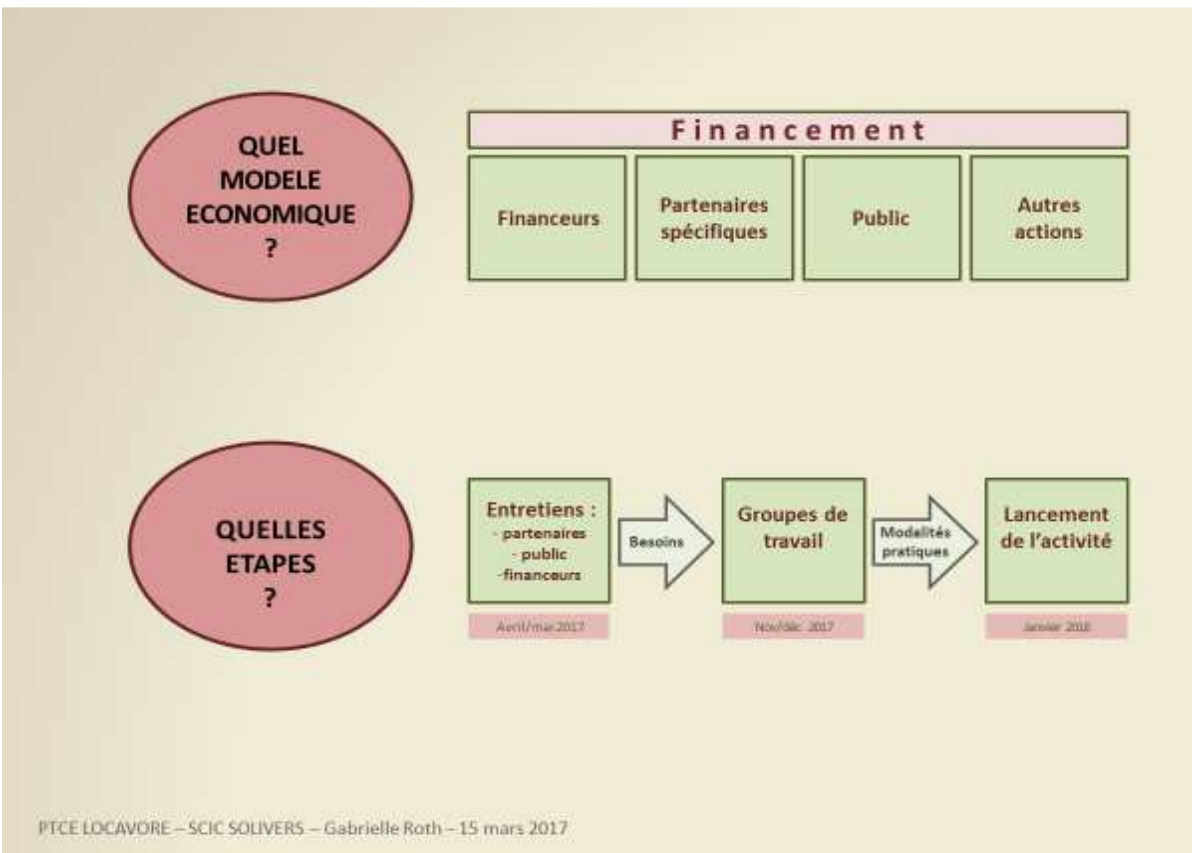 QUEL
MODELE
ECONOMIQUE
?
Financement
Financeurs
Partenaires
spécifiques
Public
Autres
actions
QUELLES
ETAPES
?
Entretiens :
- partenaires
- public
-financeurs
Besoins
Groupes de
travail
Modalités
pratiques
Lancement
de l'activité
Avril/mai 2017
Nov/déc 2017
Janvier 2018
PTCE LOCAVORE – SCIC SOLIVERS – Gabrielle Roth – 15 mars 2017